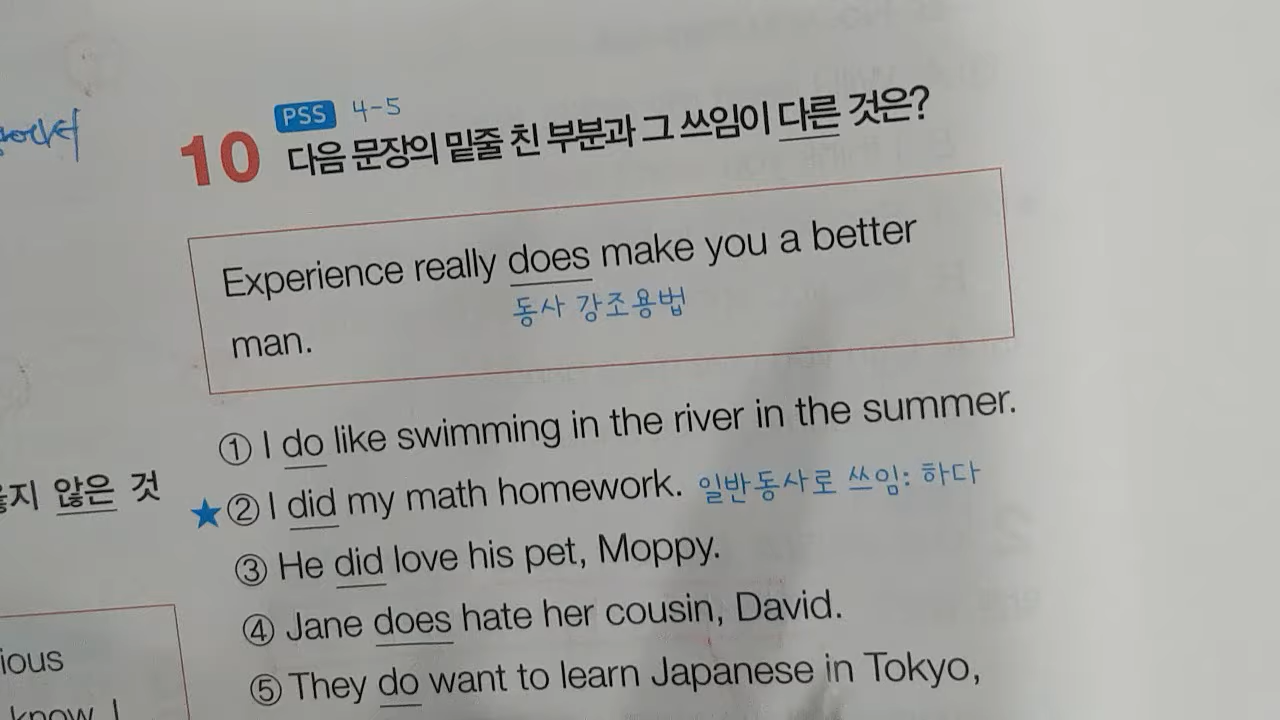 PSS 4-5
10 다음 문장의 밑줄 친 부분과 그 쓰임이 다른 것은?
Experience really does make you a better
동사 강조용법
man.
① I do like swimming in the river in the summer.
★② I did my math homework. 일반동사로 쓰임: 하다
③ He did love his pet, Moppy.
④ Jane does hate her cousin, David.
⑤ They do want to learn Japanese in Tokyo,
않은 것
ious
know I